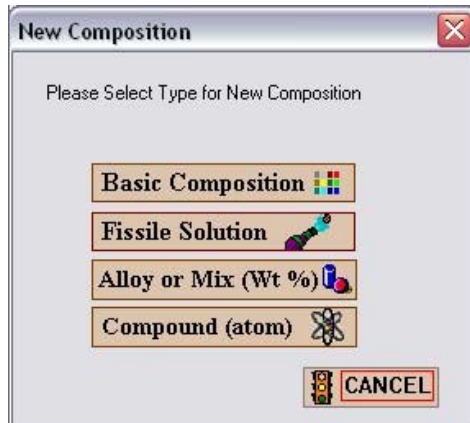 New Composition
Please Select Type for New Composition
Basic Composition
Fissile Solution
Alloy or Mix (Wt %)
Compound (atom)
CANCEL